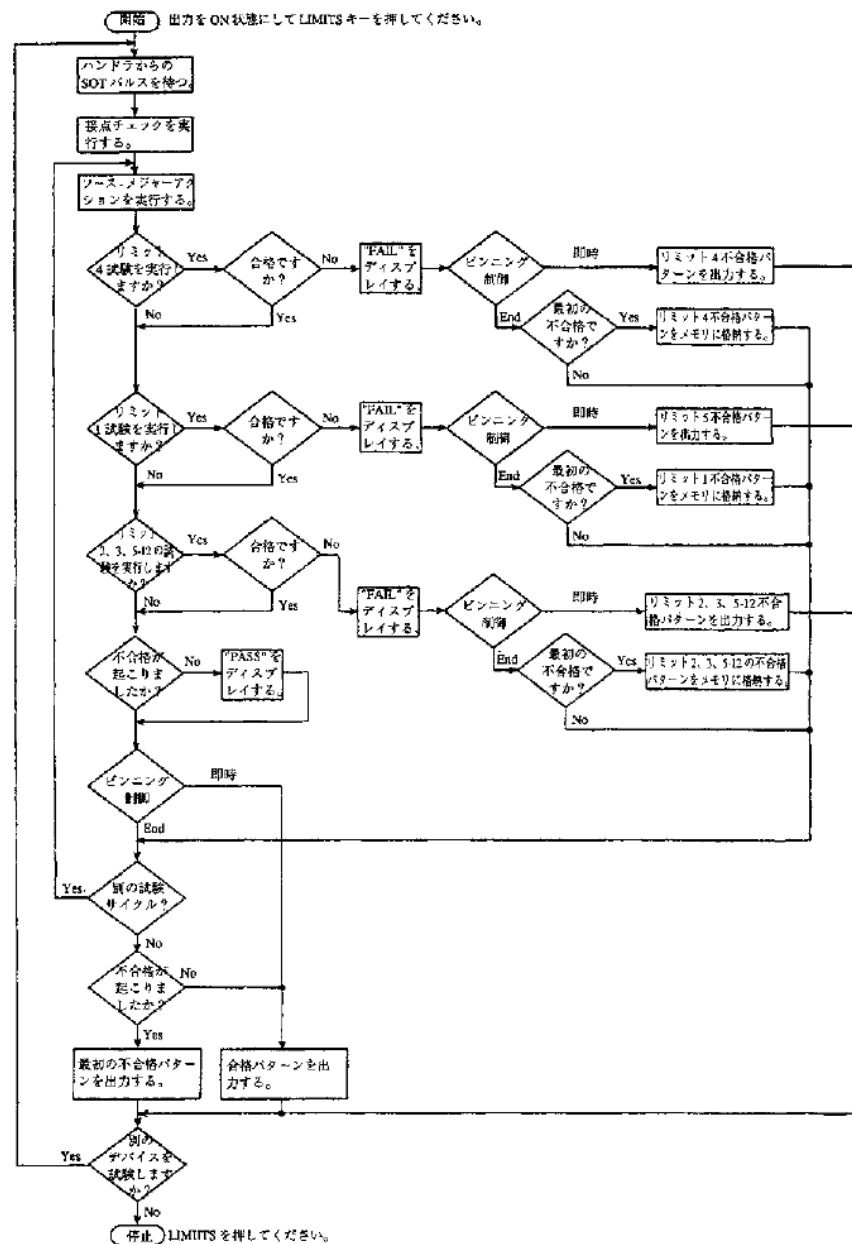 開始 出力を ON 状態にして LIMITS キーを押してください。
ハンドラからの
SOT パルスを待つ。
接点チェックを実
行する。
ソース-メジャーアク
ションを実行する。
リミット
4 試験を実行し
ますか？
Yes
合格です
か？
No
"FAIL" を
ディスプ
レイする。
ビンニング
制御
即時
リミット 4 不合格パ
ターンを出力する。
No
Yes
End
最初の
不合格で
すか？
Yes
リミット 4 不合格パター
ンをメモリに格納する。
No
リミット
1 試験を実行し
ますか？
Yes
合格です
か？
No
"FAIL" を
ディスプ
レイする。
ビンニング
制御
即時
リミット 5 不合格パター
ンを出力する。
No
Yes
End
最初の
不合格で
すか？
Yes
リミット 1 不合格パター
ンをメモリに格納する。
No
リミット
2、3、5-12 の試
験を実行します
か？
Yes
合格です
か？
No
"FAIL" を
ディスプ
レイする。
ビンニング
制御
即時
リミット 2、3、5-12 不合
格パターンを出力する。
No
Yes
End
最初の
不合格で
すか？
Yes
リミット 2、3、5-12 の不合格
パターンをメモリに格納する。
No
不合格が
起こりま
したか？
No
"PASS" を
ディスプ
レイする。
ビンニング
制御
即時
End
別の試験
サイクル？
Yes
No
不合格が
起こりま
したか？
No
Yes
最初の不合格パター
ンを出力する。
合格パターンを出
力する。
別の
デバイスを
試験します
か？
Yes
No
停止 LIMIITS を押してください。